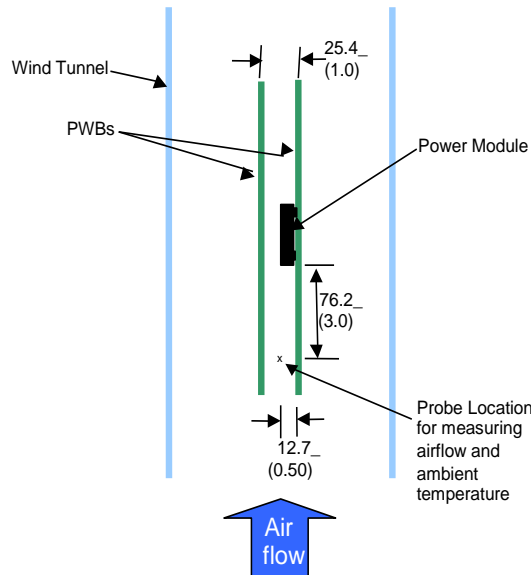 25.4_
(1.0)
Wind Tunnel
PWBs
Power Module
76.2_
(3.0)
x
Probe Location
for measuring
airflow and
ambient
temperature
12.7_
(0.50)
Air
flow